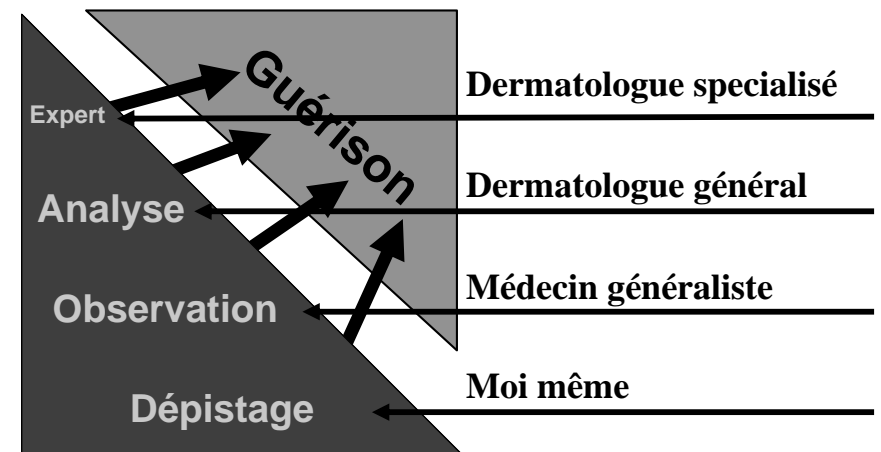 Guérison
Dermatologue specialisé
Expert
Dermatologue général
Analyse
Médecin généraliste
Observation
Moi même
Dépistage